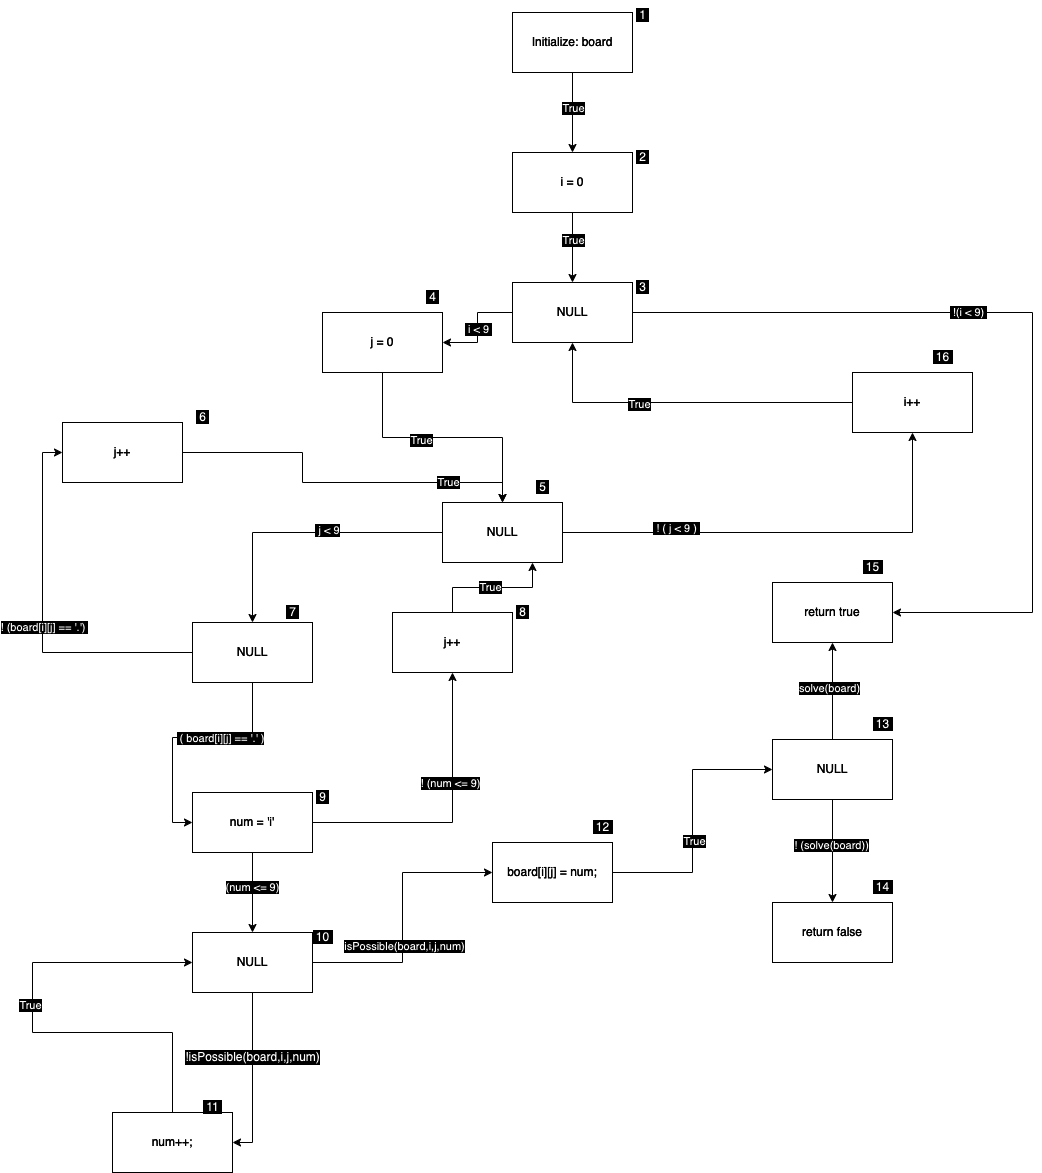 1
Initialize: board
True
2
i = 0
True
3
NULL
4
i < 9
j = 0
!(i < 9)
16
i++
True
6
j++
True
True
5
NULL
j < 9
! ( j < 9 )
15
return true
True
8
j++
7
NULL
! (board[i][j] == '.')
solve(board)
13
NULL
( board[i][j] == '.' )
! (num <= 9)
9
num = 'i'
12
board[i][j] = num;
True
! (solve(board))
14
return false
(num <= 9)
10
NULL
isPossible(board,i,j,num)
True
!isPossible(board,i,j,num)
11
num++;